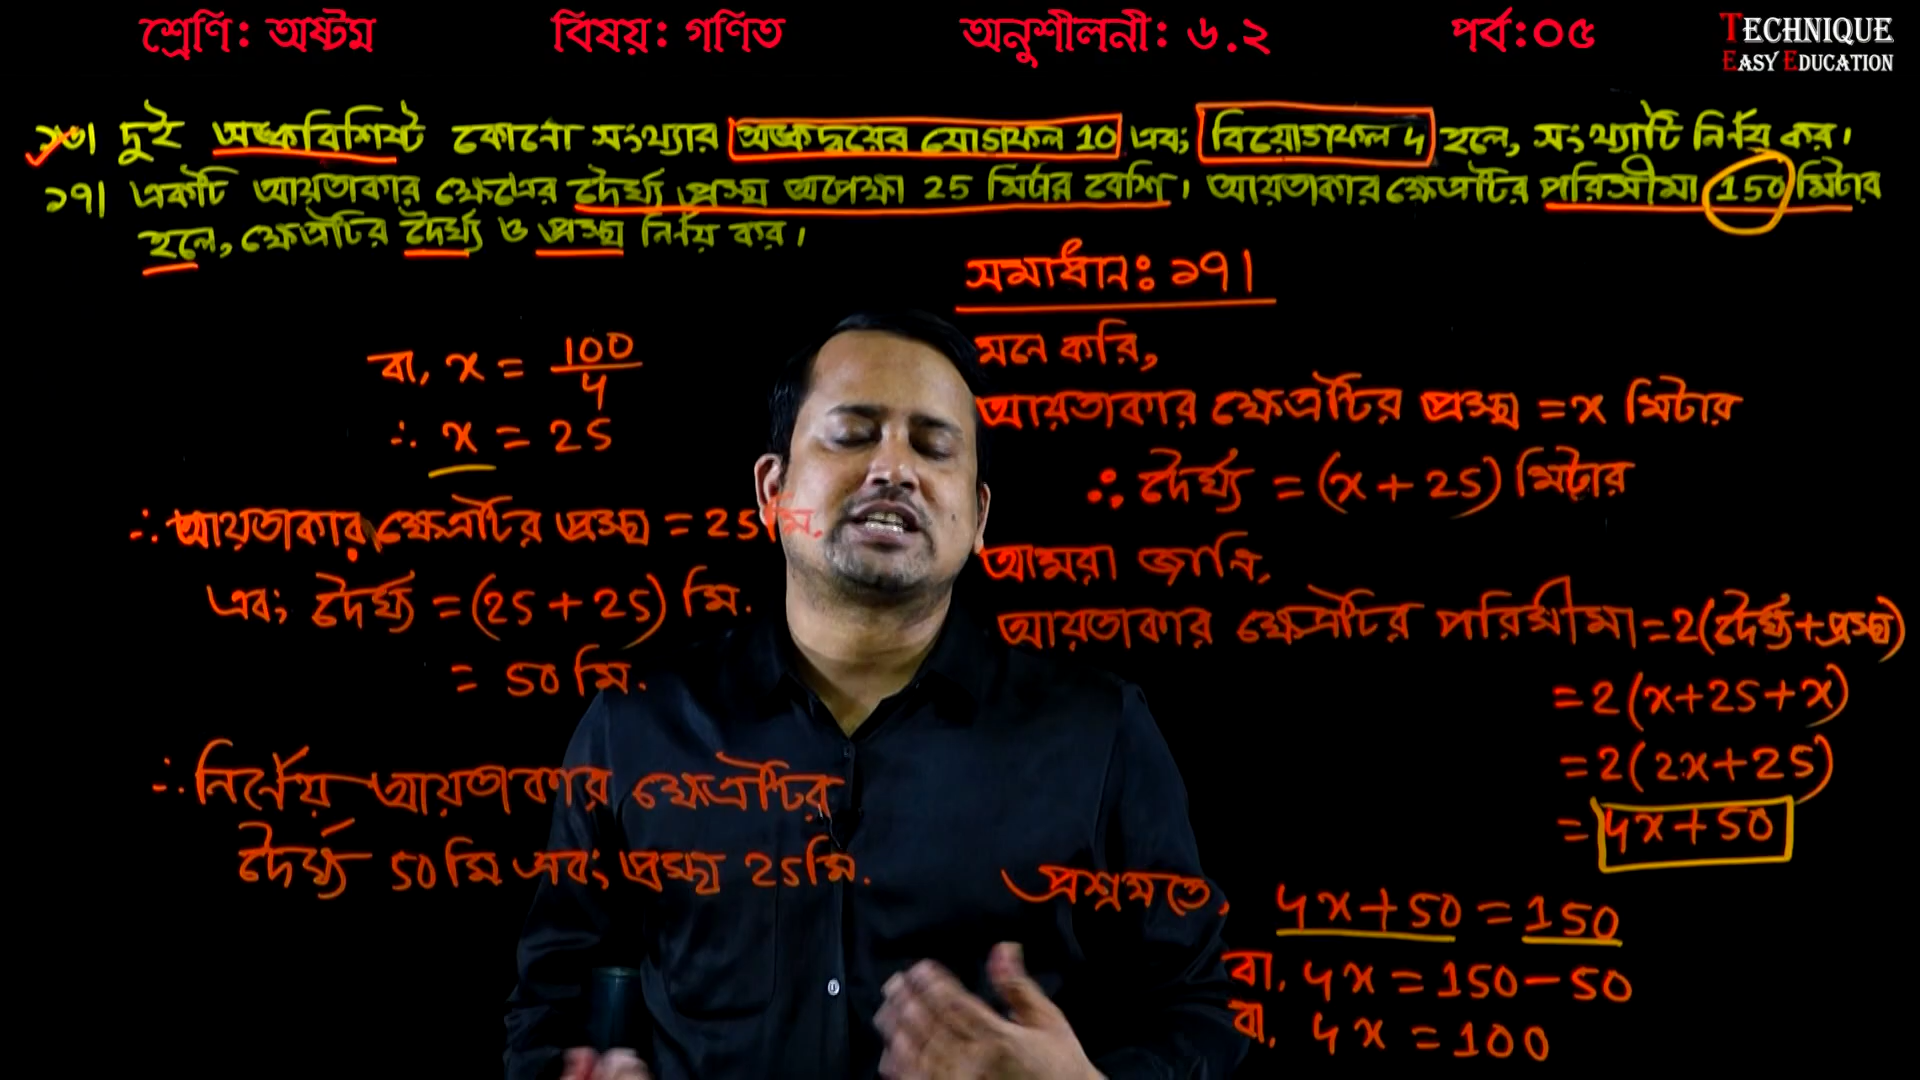 শ্রেণি: অষ্টম বিষয়: গণিত অনুশীলনী: ৬.২ পর্ব:০৫
TECHNIQUE
EASY EDUCATION
১৬। দুই অঙ্কবিশিষ্ট কোনো সংখ্যার অঙ্কদ্বয়ের যোগফল 10 এবং বিয়োগফল 4 হলে, সংখ্যাটি নির্ণয় কর।
১৭। একটি আয়তাকার ক্ষেত্রের দৈর্ঘ্য প্রস্থ অপেক্ষা 25 মিটার বেশি। আয়তাকার ক্ষেত্রটির পরিসীমা 150 মিটার
হলে, ক্ষেত্রটির দৈর্ঘ্য ও প্রস্থ নির্ণয় কর।
সমাধান: ১৭।
মনে করি,
আয়তাকার ক্ষেত্রটির প্রস্থ = x মিটার
∴ দৈর্ঘ্য = (x + 25) মিটার
আমরা জানি,
আয়তাকার ক্ষেত্রটির পরিসীমা = 2(দৈর্ঘ্য+প্রস্থ)
= 2(x+25+x)
= 2(2x+25)
= 4x+50
প্রশ্নমতে, 4x+50 = 150
বা, 4x = 150-50
বা, 4x = 100
বা, x = 100/4
∴ x = 25
∴ আয়তাকার ক্ষেত্রটির প্রস্থ = 25 মি.
এবং দৈর্ঘ্য = (25 + 25) মি.
= 50 মি.
∴ নির্ণেয় আয়তাকার ক্ষেত্রটির
দৈর্ঘ্য 50 মি এবং প্রস্থ 25 মি.